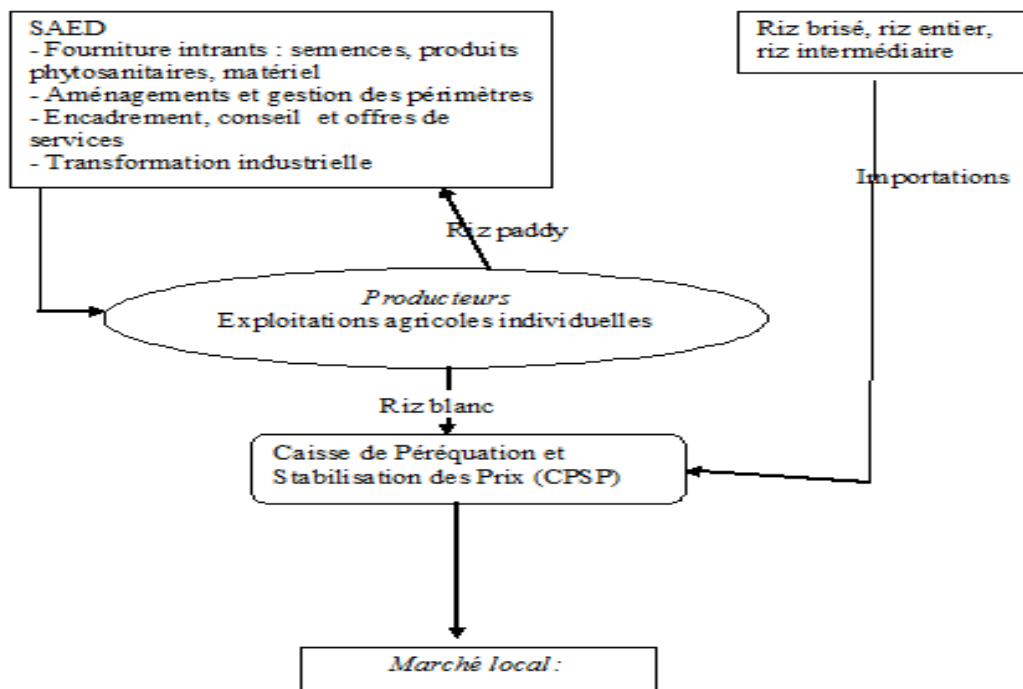 SAED
- Fourniture intrants : semences, produits
phytosanitaires, matériel
- Aménagements et gestion des périmètres
- Encadrement, conseil et offres de
services
- Transformation industrielle
Riz brisé, riz entier,
riz intermédiaire
Importations
Riz paddy
Producteurs
Exploitations agricoles individuelles
Riz blanc
Caisse de Péréquation et
Stabilisation des Prix (CPSP)
Marché local :